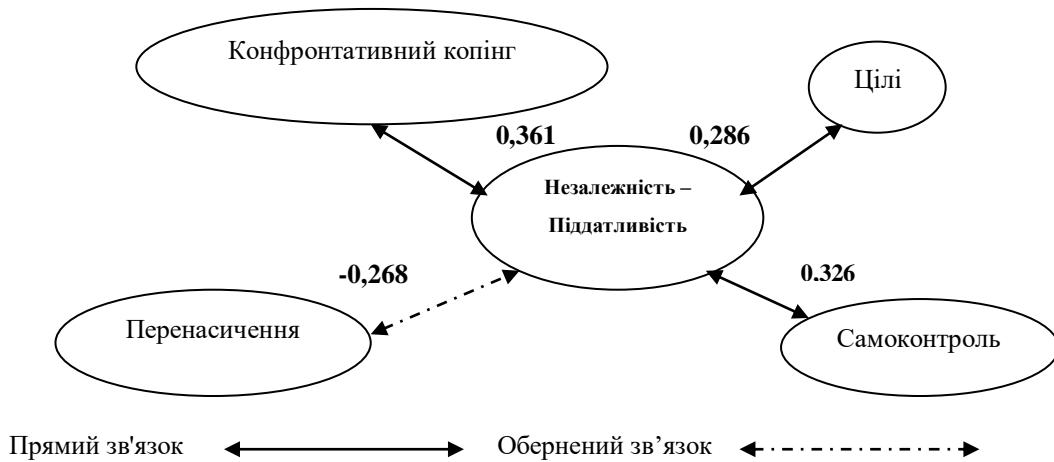 Конфронтативний копінг
Цілі
0,361
0,286
Незалежність –
Піддатливість
-0,268
0.326
Перенасичення
Самоконтроль
Прямий зв'язок
Обернений зв’язок